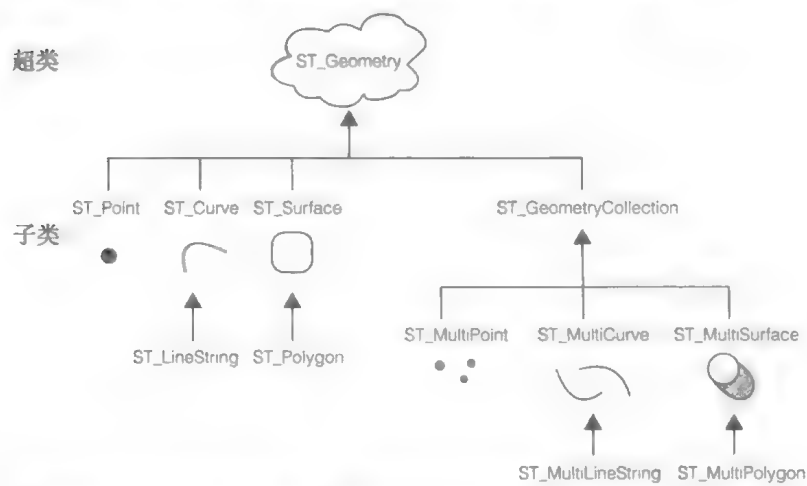 超类
ST_Geometry
ST_Point ST_Curve ST_Surface ST_GeometryCollection
子类
ST_MultiPoint ST_MultiCurve ST_MultiSurface
ST_LineString ST_Polygon
ST_MultiLineString ST_MultiPolygon